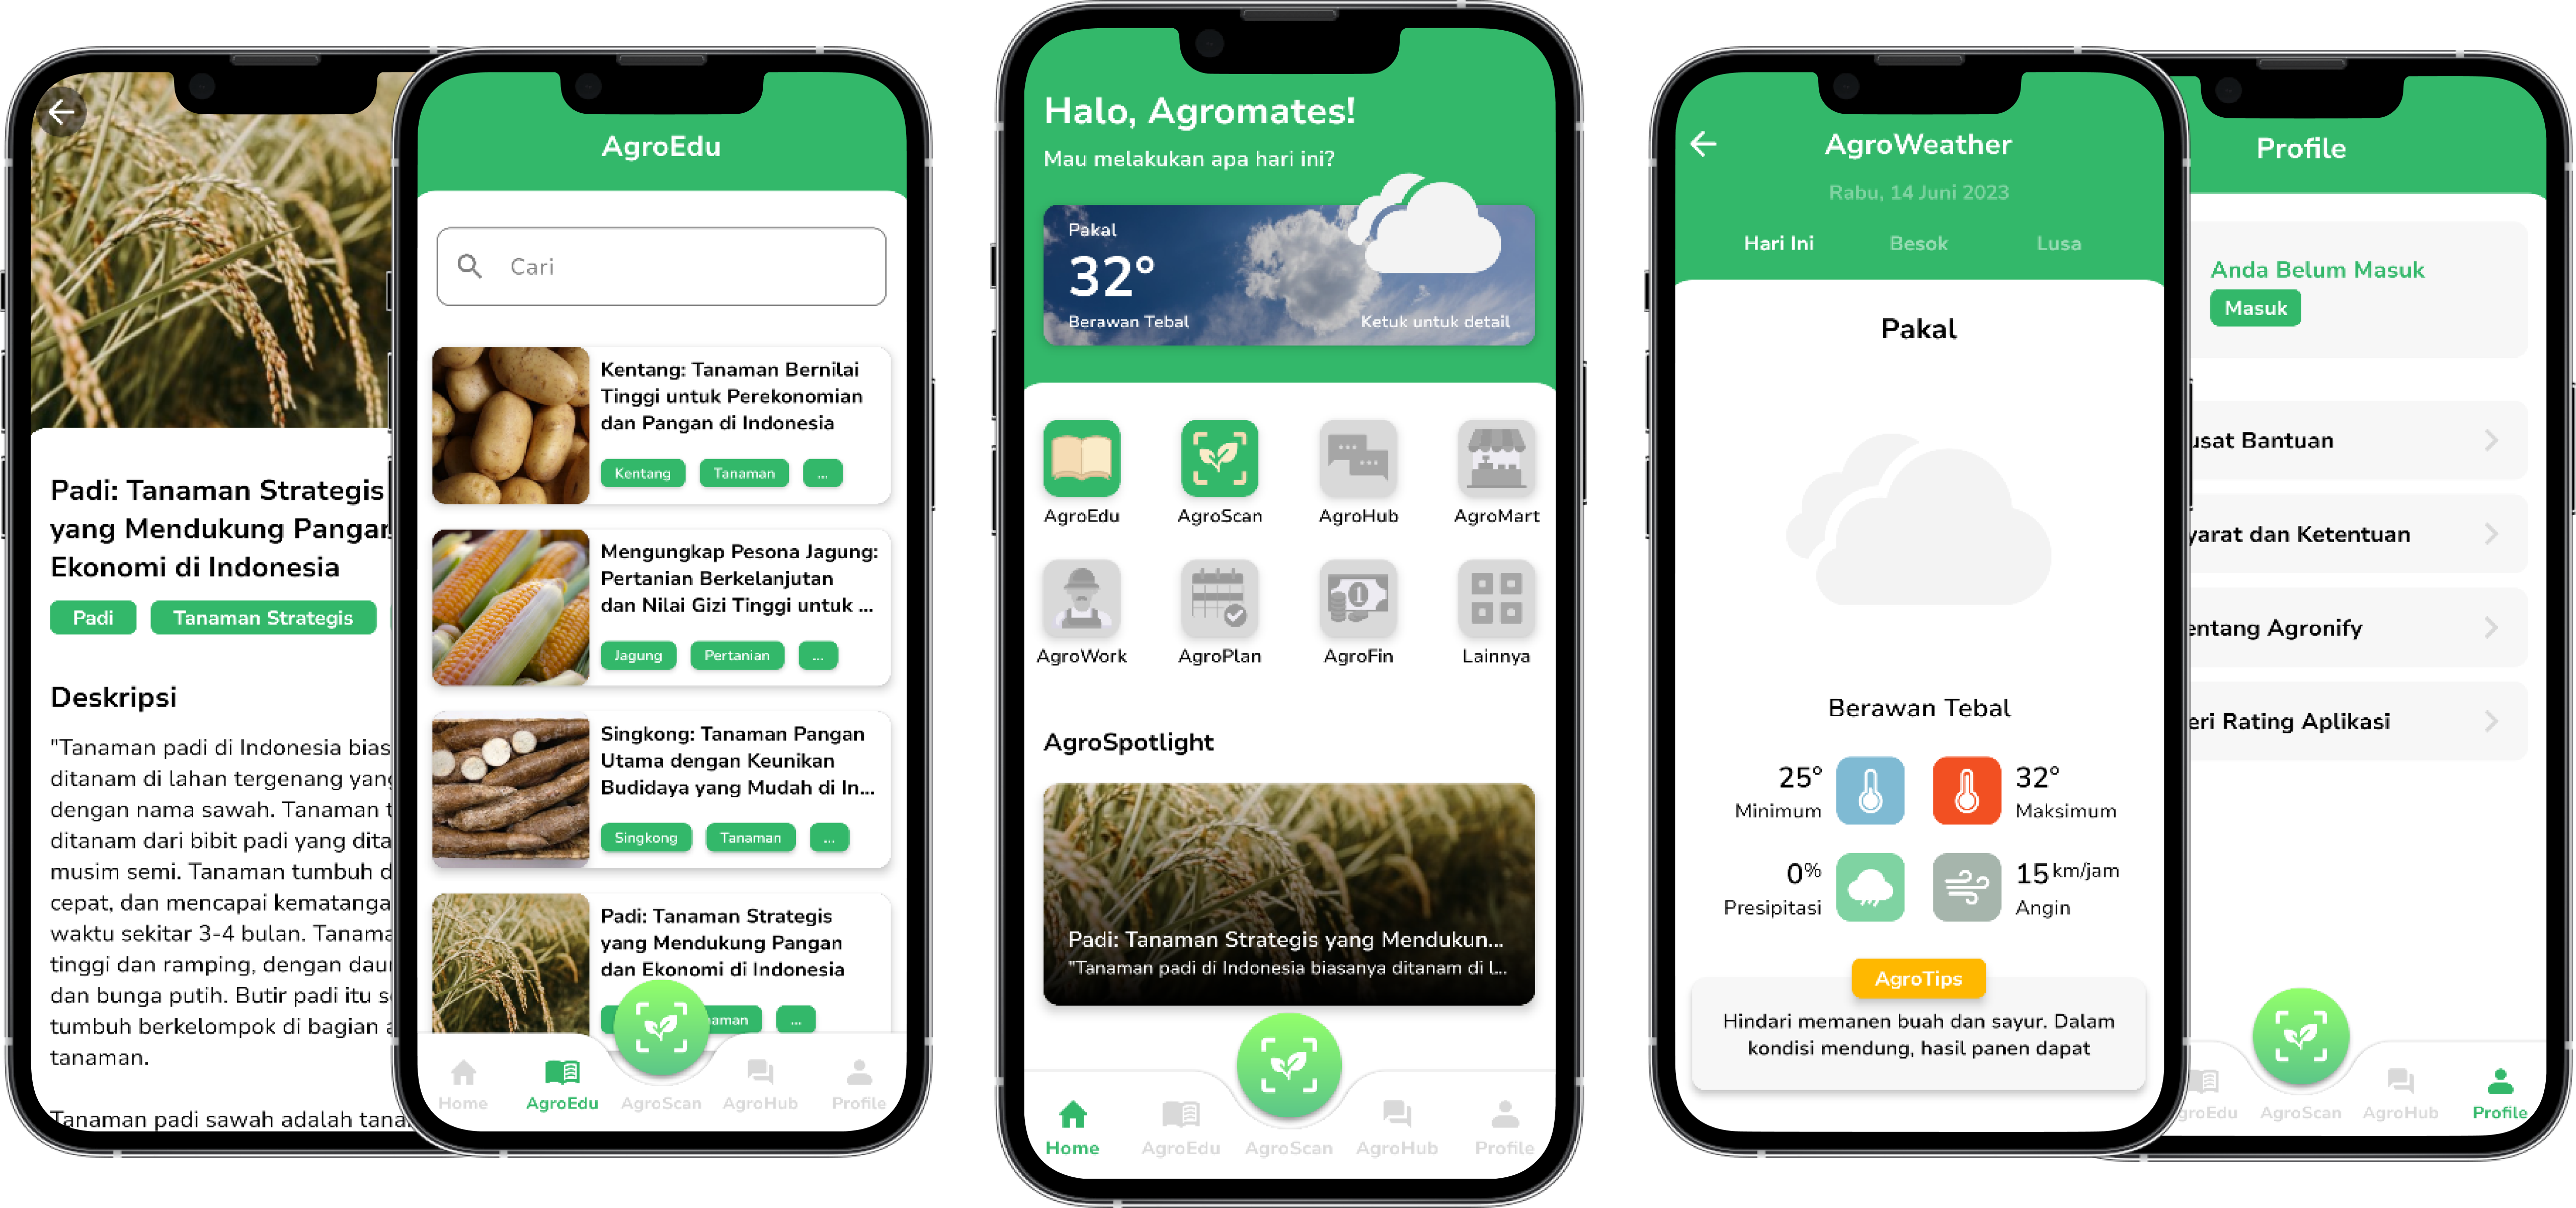 Padi: Tanaman Strategis
yang Mendukung Pangan
Ekonomi di Indonesia
Padi
Tanaman Strategis
Deskripsi
"Tanaman padi di Indonesia bias
ditanam di lahan tergenang yang
dengan nama sawah. Tanaman
ditanam dari bibit padi yang dita
musim semi. Tanaman tumbuh
cepat, dan mencapai kematanga
waktu sekitar 3-4 bulan. Tanama
tinggi dan ramping, dengan daun
dan bunga putih. Butir padi itu
tumbuh berkelompok di bagian
tanaman.
Tanaman padi sawah adalah tana
AgroEdu
Cari
Kentang: Tanaman Bernilai
Tinggi untuk Perekonomian
dan Pangan di Indonesia
Kentang
Tanaman
...
Mengungkap Pesona Jagung:
Pertanian Berkelanjutan
dan Nilai Gizi Tinggi untuk ...
Jagung
Pertanian
...
Singkong: Tanaman Pangan
Utama dengan Keunikan
Budidaya yang Mudah di In...
Singkong
Tanaman
...
Padi: Tanaman Strategis
yang Mendukung Pangan
dan Ekonomi di Indonesia
aman
...
Home
AgroEdu
AgroScan
AgroHub
Profile
Halo, Agromates!
Mau melakukan apa hari ini?
Pakal
32°
Berawan Tebal
Ketuk untuk detail
AgroEdu
AgroScan
AgroHub
AgroMart
AgroWork
AgroPlan
AgroFin
Lainnya
AgroSpotlight
Padi: Tanaman Strategis yang Mendukun...
"Tanaman padi di Indonesia biasanya ditanam di l...
Home
AgroEdu
AgroScan
AgroHub
Profile
AgroWeather
Rabu, 14 Juni 2023
Hari Ini
Besok
Lusa
Pakal
Berawan Tebal
25°
Minimum
32°
Maksimum
0%
Presipitasi
15 km/jam
Angin
AgroTips
Hindari memanen buah dan sayur. Dalam
kondisi mendung, hasil panen dapat
Profile
Anda Belum Masuk
Masuk
usat Bantuan
yarat dan Ketentuan
entang Agronify
eri Rating Aplikasi
groEdu
AgroScan
AgroHub
Profile